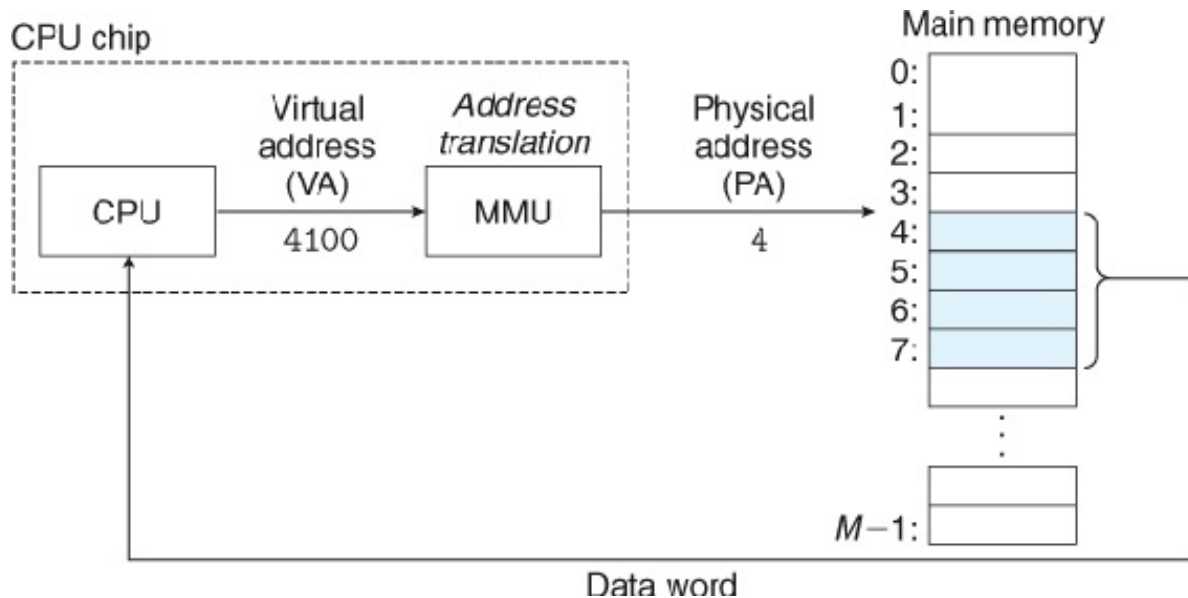 CPU chip
Main memory
Virtual
address
(VA)
Address
translation
Physical
address
(PA)
CPU
MMU
4100
4
0:
1:
2:
3:
4:
5:
6:
7:
M−1:
Data word